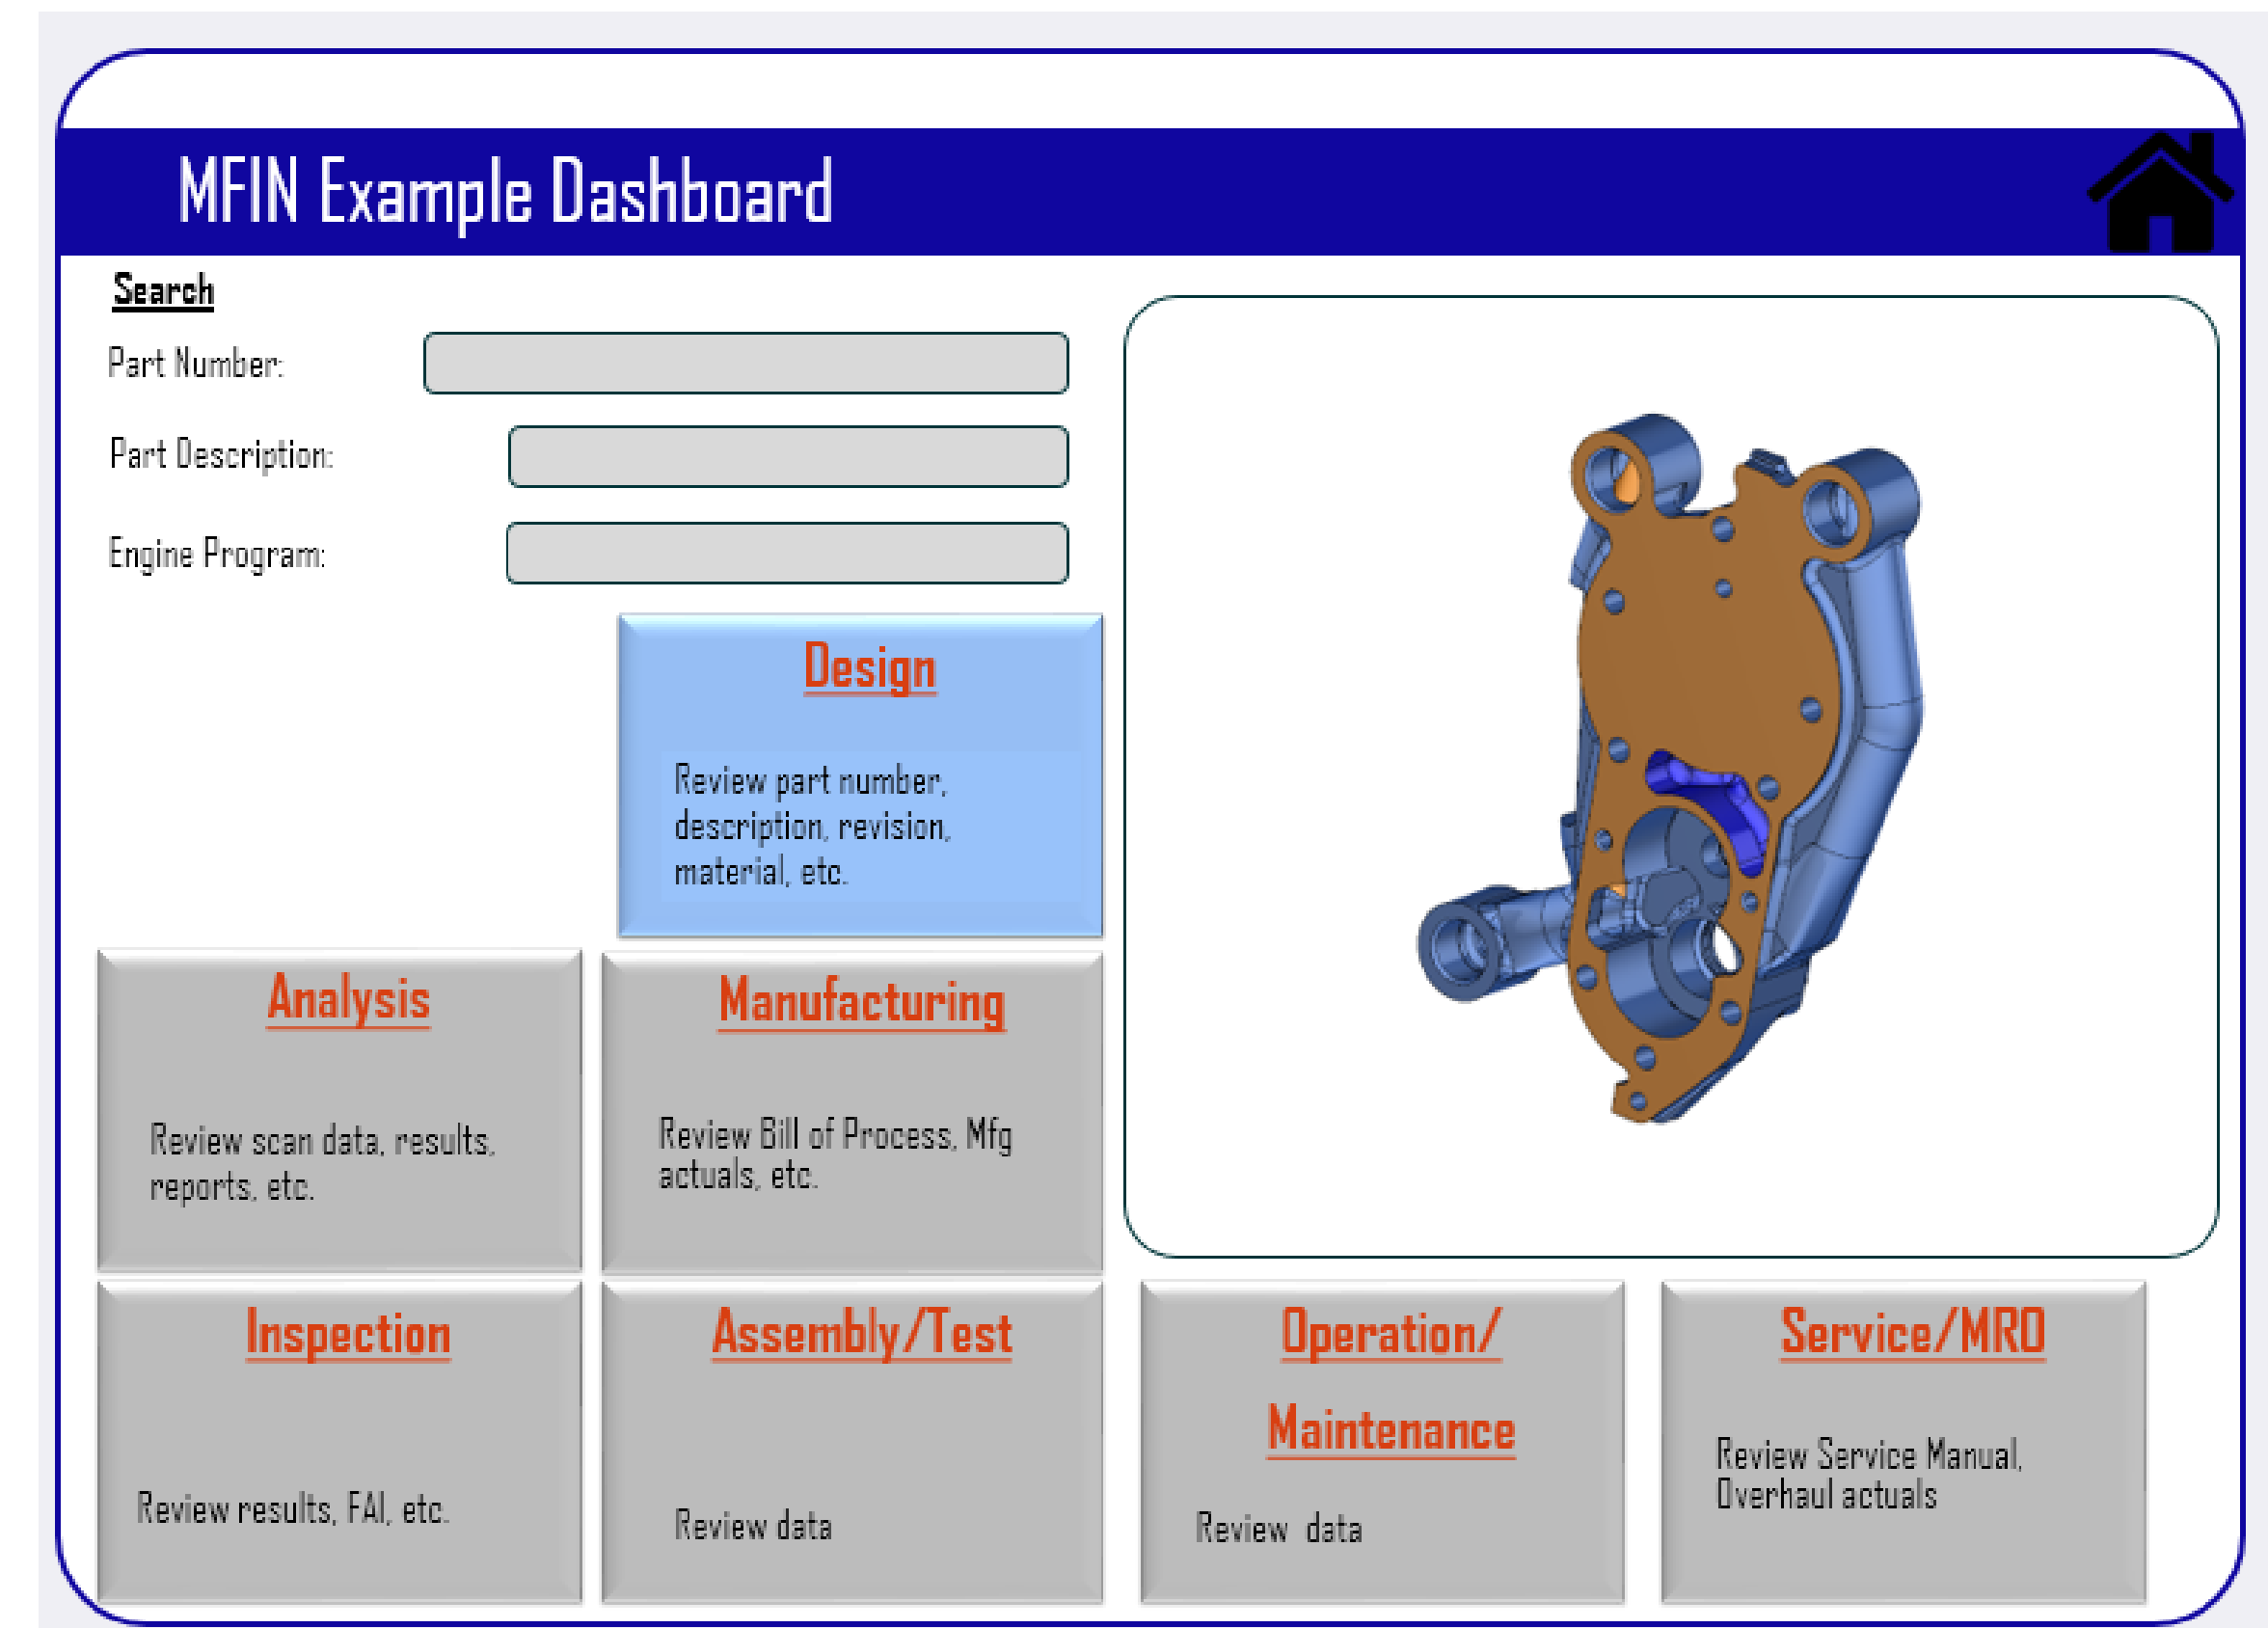 MFIN Example Dashboard
Search
Part Number:
Part Description:
Engine Program:
Design
Review part number,
description, revision,
material, etc.
Analysis
Review scan data, results,
reports, etc.
Manufacturing
Review Bill of Process, Mfg
actuals, etc.
Inspection
Review results, FAI, etc.
Assembly/Test
Review data
Operation/
Maintenance
Review data
Service/MRO
Review Service Manual,
Overhaul actuals